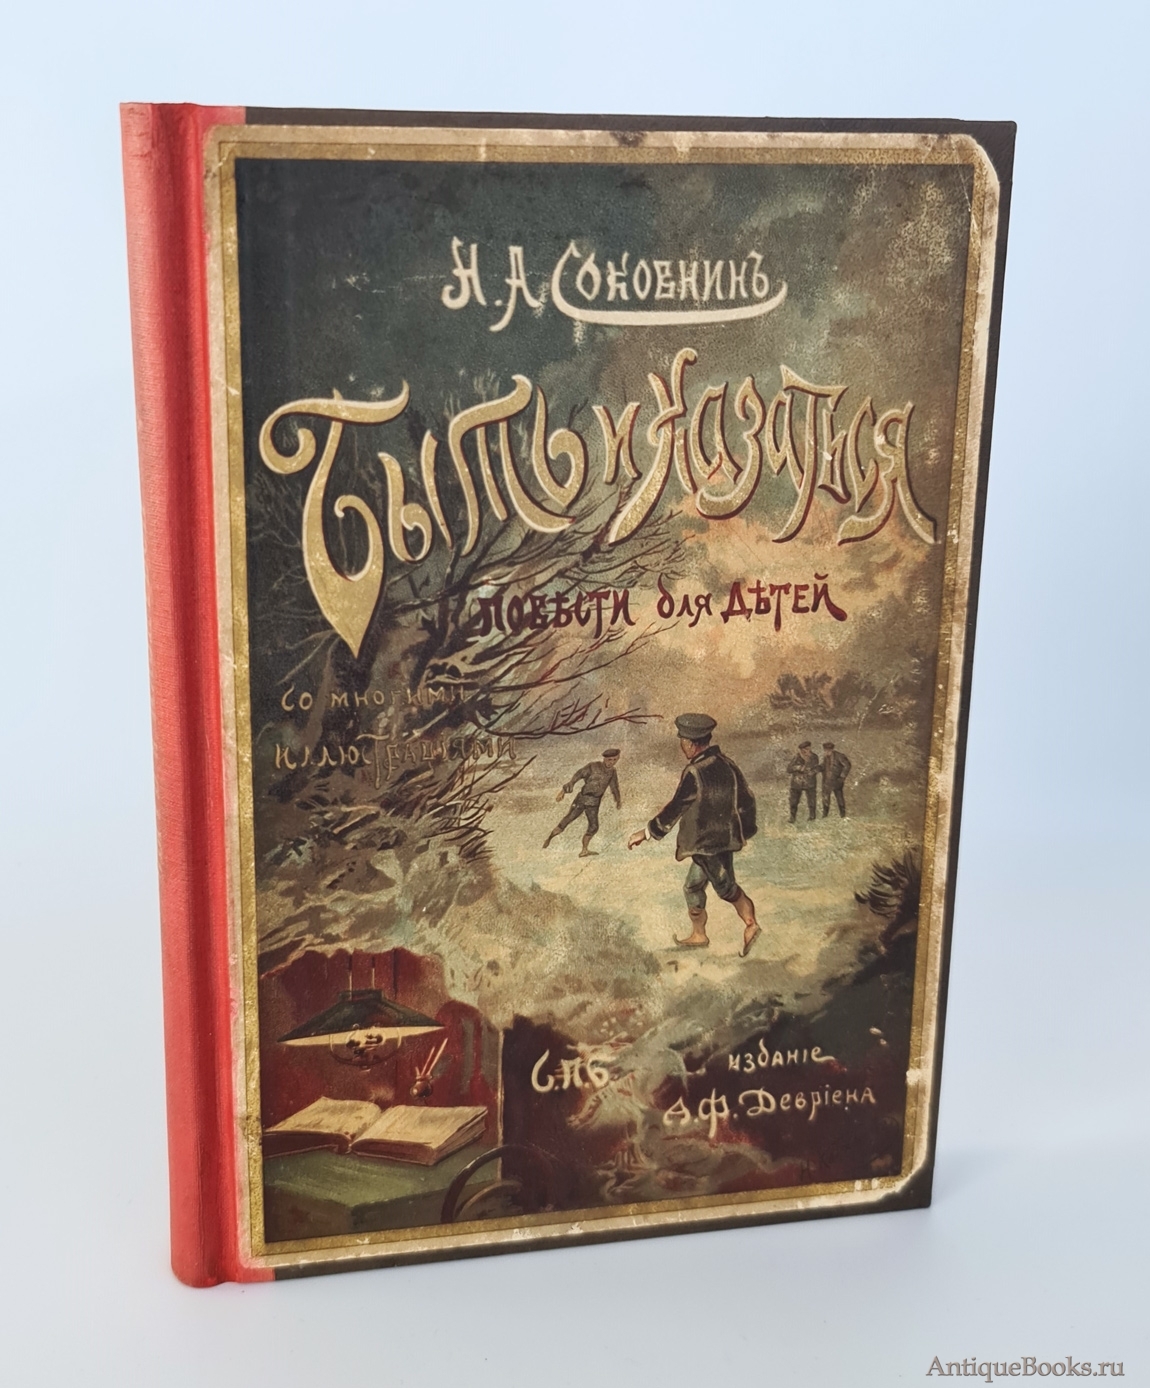 Н. А. Соковнинъ
Быть и казаться
повѣсти для дѣтей
со многими
иллюстраціями
С.П.Б.
изданіе
А.Ф. Девріена
AntiqueBooks.ru